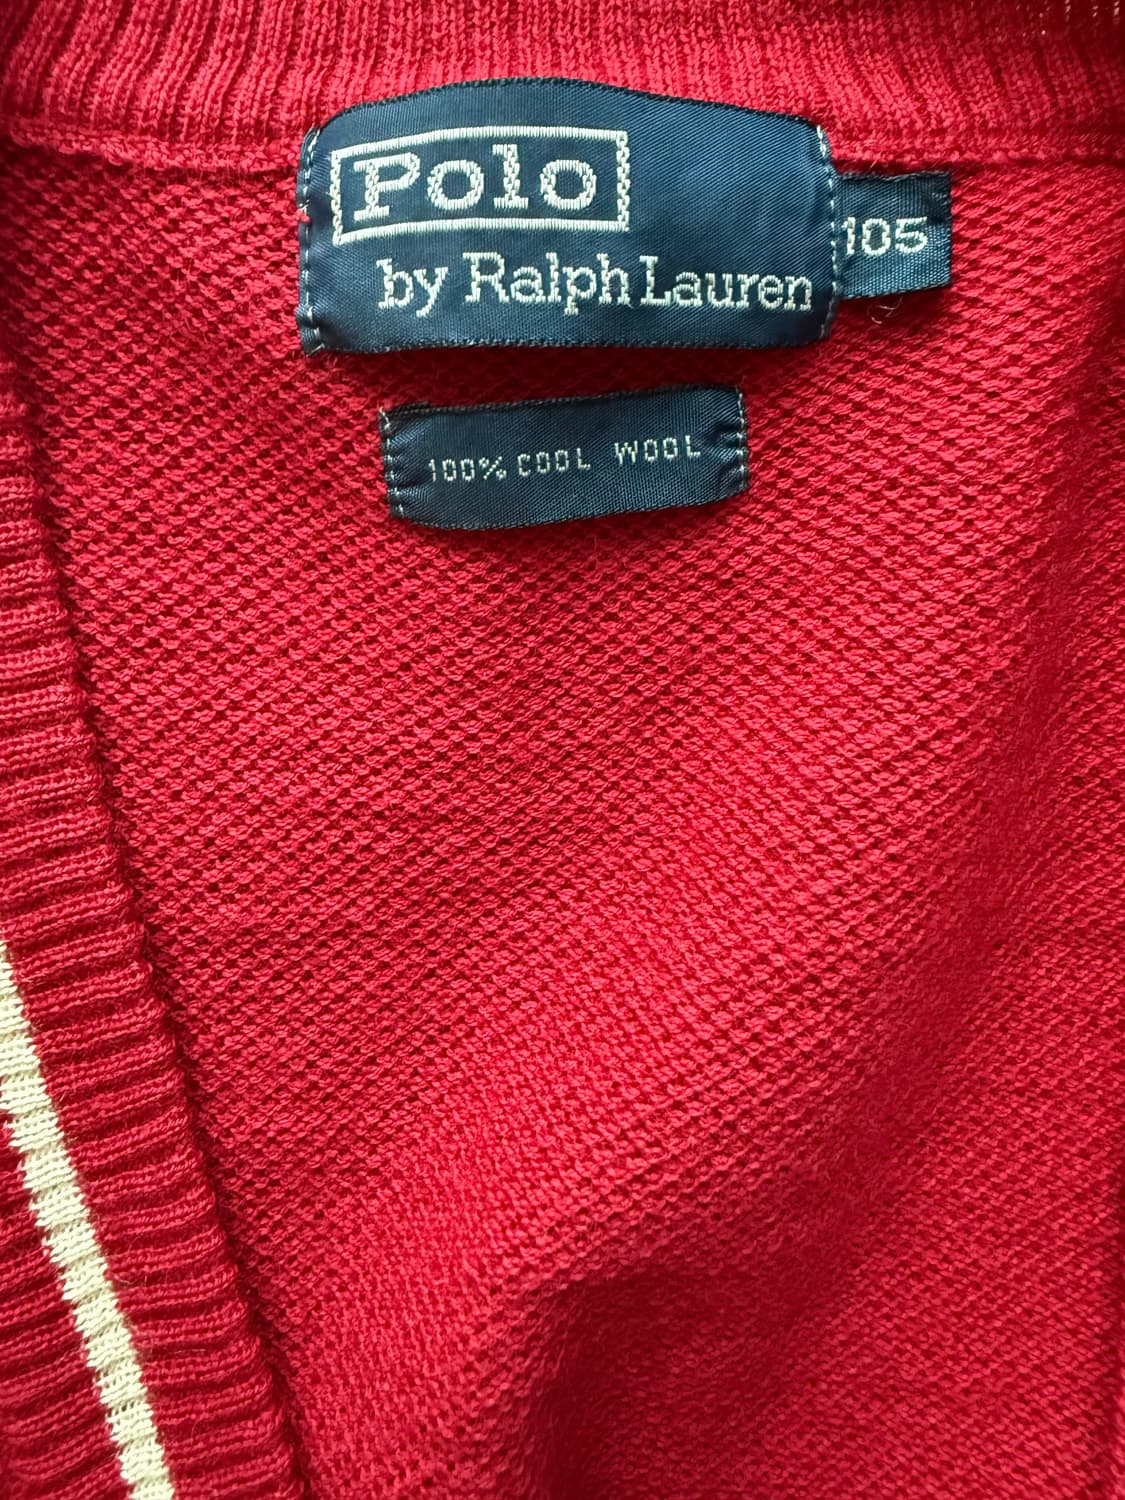 Polo
by Ralph Lauren
105
100% COOL WOOL